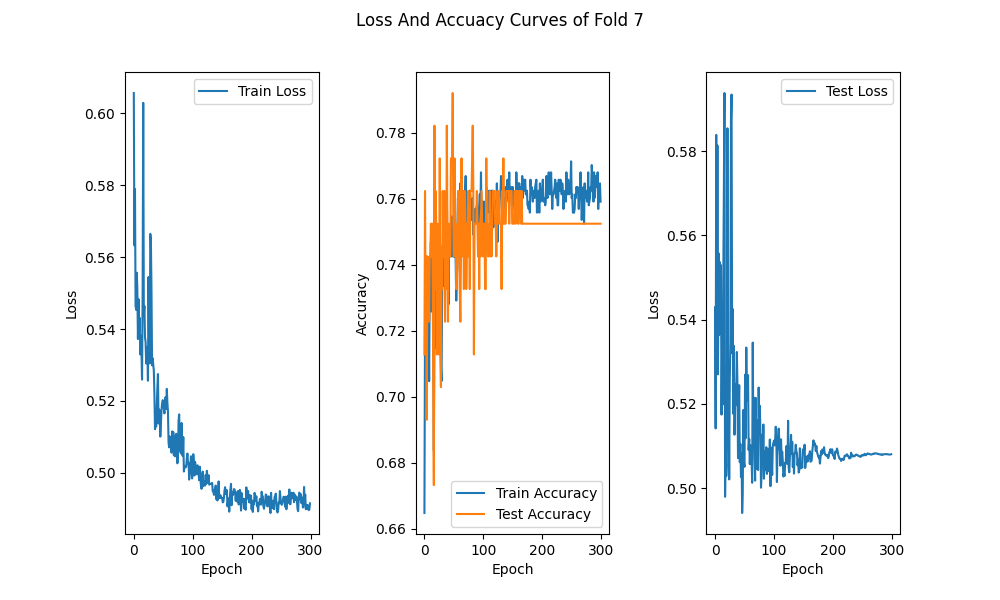 Loss And Accuacy Curves of Fold 7
Train Loss
0.60
0.58
0.56
0.54
0.52
0.50
Loss
0
100
200
300
Epoch
0.78
0.76
0.74
0.72
0.70
0.68
0.66
Accuracy
Train Accuracy
Test Accuracy
0
100
200
300
Epoch
Test Loss
0.58
0.56
0.54
0.52
0.50
Loss
0
100
200
300
Epoch